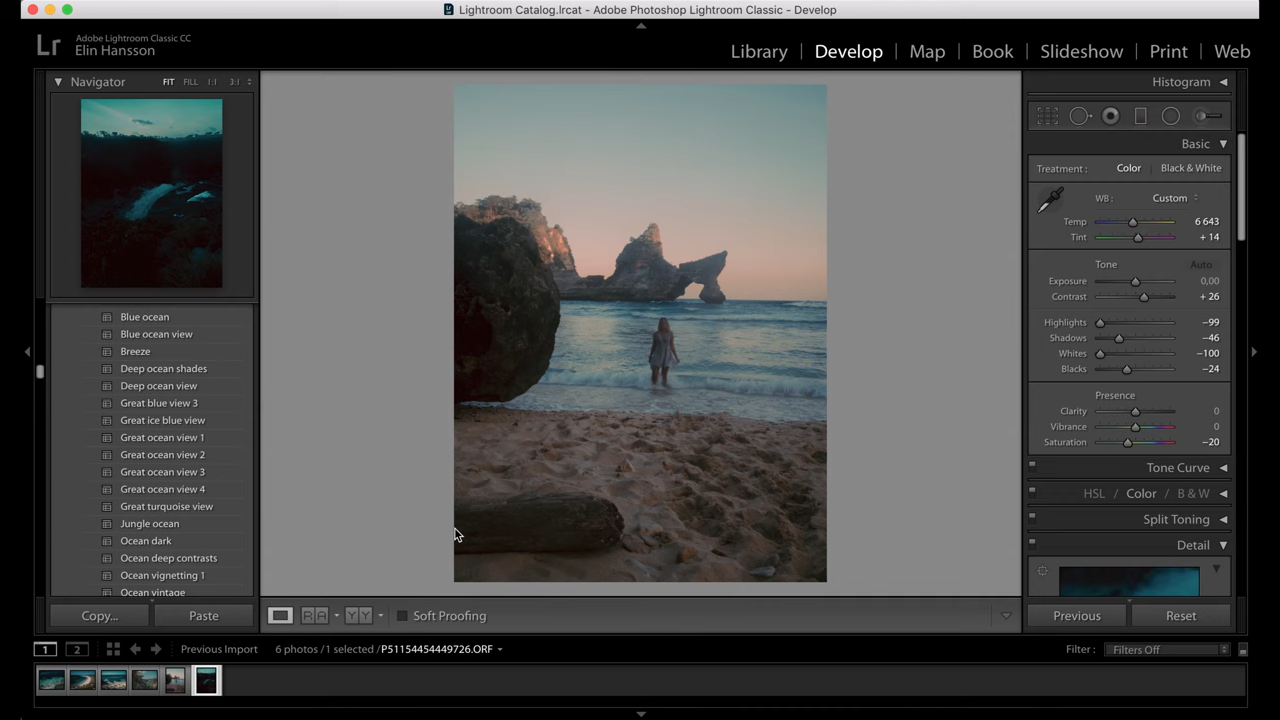 Lightroom Catalog.lrcat - Adobe Photoshop Lightroom Classic - Develop
Lr
Adobe Lightroom Classic CC
Elin Hansson
Library | Develop | Map | Book | Slideshow | Print | Web
Navigator FIT FILL 1:1 3:1
Histogram
Basic
Treatment : Color Black & White
WB : Custom
Temp 6 643
Tint + 14
Tone Auto
Exposure 0,00
Contrast + 26
Highlights −99
Shadows −46
Whites −100
Blacks −24
Presence
Clarity 0
Vibrance 0
Saturation −20
Tone Curve
HSL / Color / B & W
Split Toning
Detail
Blue ocean
Blue ocean view
Breeze
Deep ocean shades
Deep ocean view
Great blue view 3
Great ice blue view
Great ocean view 1
Great ocean view 2
Great ocean view 3
Great ocean view 4
Great turquoise view
Jungle ocean
Ocean dark
Ocean deep contrasts
Ocean vignetting 1
Ocean vintage
Copy... Paste
R A Y Y Soft Proofing
Previous Reset
1 2 Previous Import 6 photos / 1 selected / P51154454449726.ORF Filter : Filters Off